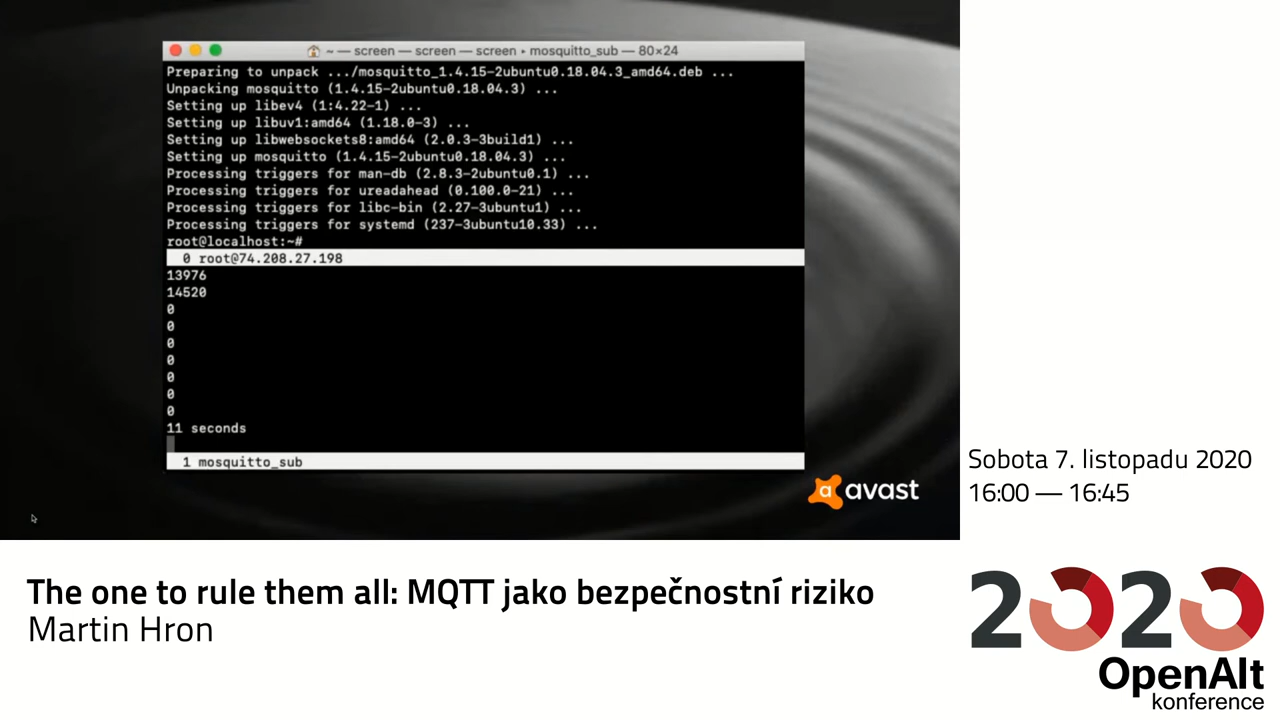 ~ — screen — screen — screen ▸ mosquitto_sub — 80×24
Preparing to unpack .../mosquitto_1.4.15-2ubuntu0.18.04.3_amd64.deb ...
Unpacking mosquitto (1.4.15-2ubuntu0.18.04.3) ...
Setting up libev4 (1:4.22-1) ...
Setting up libuv1:amd64 (1.18.0-3) ...
Setting up libwebsockets8:amd64 (2.0.3-3build1) ...
Setting up mosquitto (1.4.15-2ubuntu0.18.04.3) ...
Processing triggers for man-db (2.8.3-2ubuntu0.1) ...
Processing triggers for ureadahead (0.100.0-21) ...
Processing triggers for libc-bin (2.27-3ubuntu1) ...
Processing triggers for systemd (237-3ubuntu10.33) ...
root@localhost:~#
0 root@74.208.27.198
13976
14520
0
0
0
0
0
0
0
11 seconds
1 mosquitto_sub
avast
Sobota 7. listopadu 2020
16:00 — 16:45
The one to rule them all: MQTT jako bezpečnostní riziko
Martin Hron
2020
OpenAlt
konference